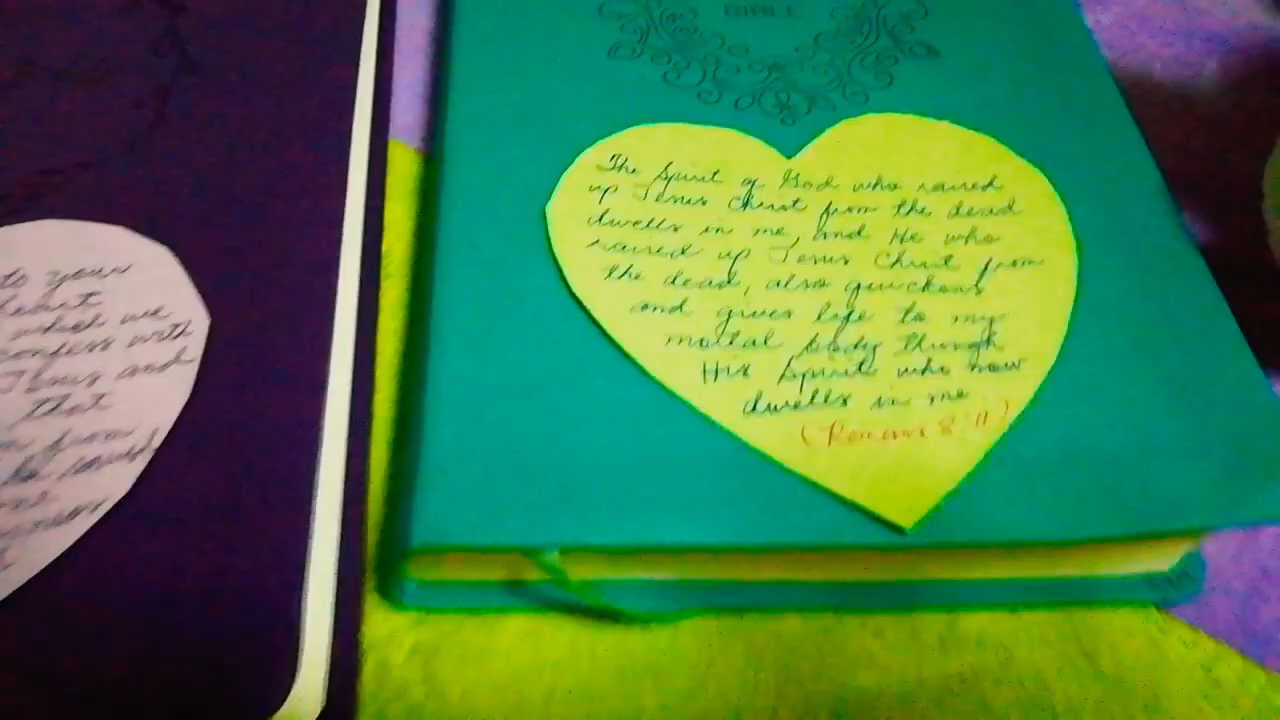 BIBLE
The Spirit of God who raised
up Jesus Christ from the dead
dwells in me, and He who
raised up Jesus Christ from
the dead, also quickens
and gives life to my
mortal body through
His Spirit who now
dwells in me
(Romans 8:11)
to your
heart
which we
confess with
Jesus and
that
from